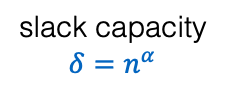 slack capacity
δ = n^α